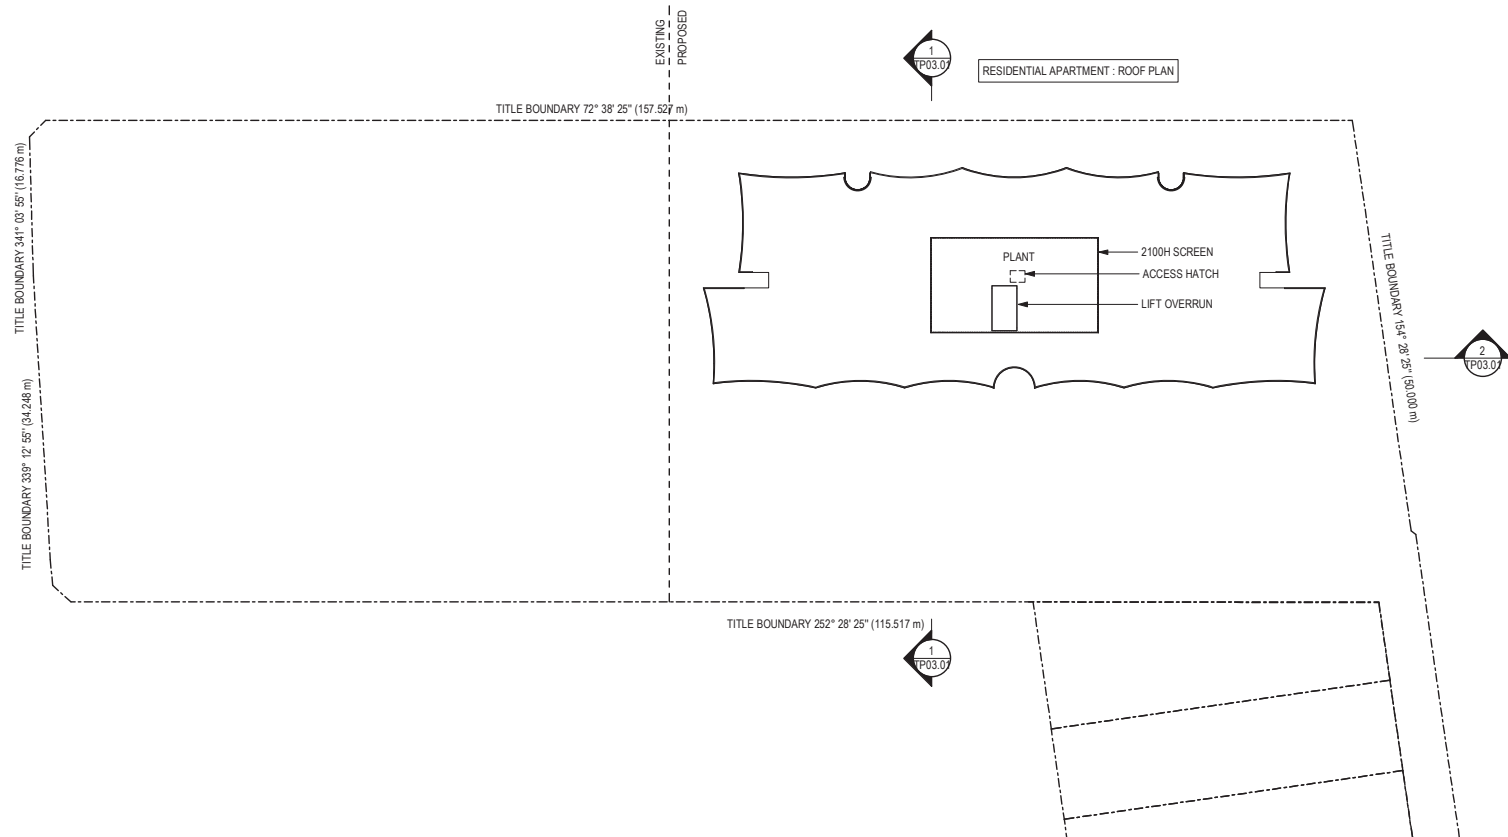 EXISTING
PROPOSED
1
TP03.01
RESIDENTIAL APARTMENT : ROOF PLAN
TITLE BOUNDARY 72° 38' 25" (157.527 m)
TITLE BOUNDARY 341° 03' 55" (16.776 m)
TITLE BOUNDARY 339° 12' 55" (34.248 m)
PLANT
2100H SCREEN
ACCESS HATCH
LIFT OVERRUN
TITLE BOUNDARY 154° 28' 25" (50.000 m)
2
TP03.01
TITLE BOUNDARY 252° 28' 25" (115.517 m)
1
TP03.01